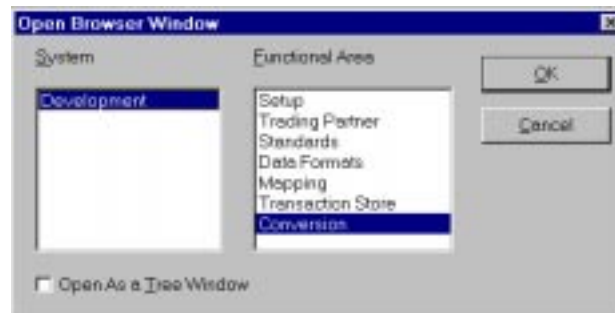 Open Browser Window
System
Functional Area
OK
Development
Setup
Trading Partner
Standards
Data Formats
Mapping
Transaction Store
Conversion
Cancel
Open As a Tree Window